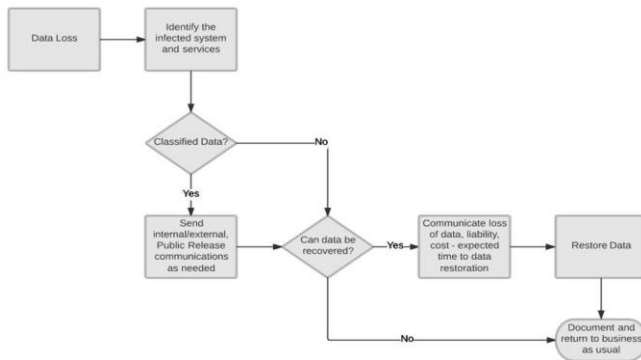 Data Loss
Identify the
infected system
and services
Classified Data?
No
Yes
Send
internal/external,
Public Release
communications
as needed
Can data be
recovered?
Yes
Communicate loss
of data, liability,
cost - expected
time to data
restoration
Restore Data
No
Document and
return to business
as usual